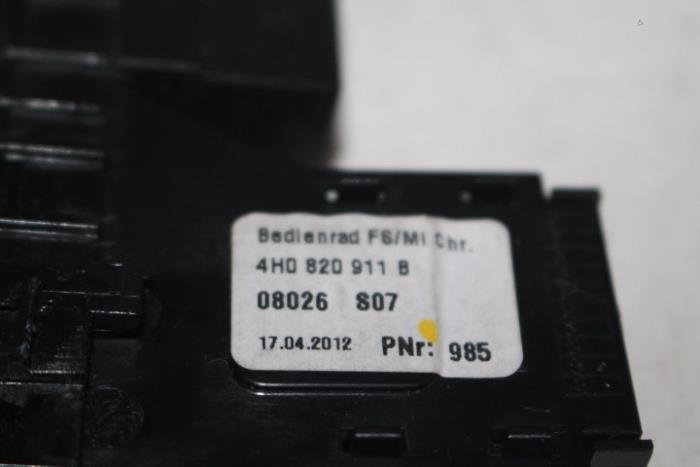 Bedienrad FS/Mi Chr.
4H0 820 911 B
08026 S07
17.04.2012 PNr: 985